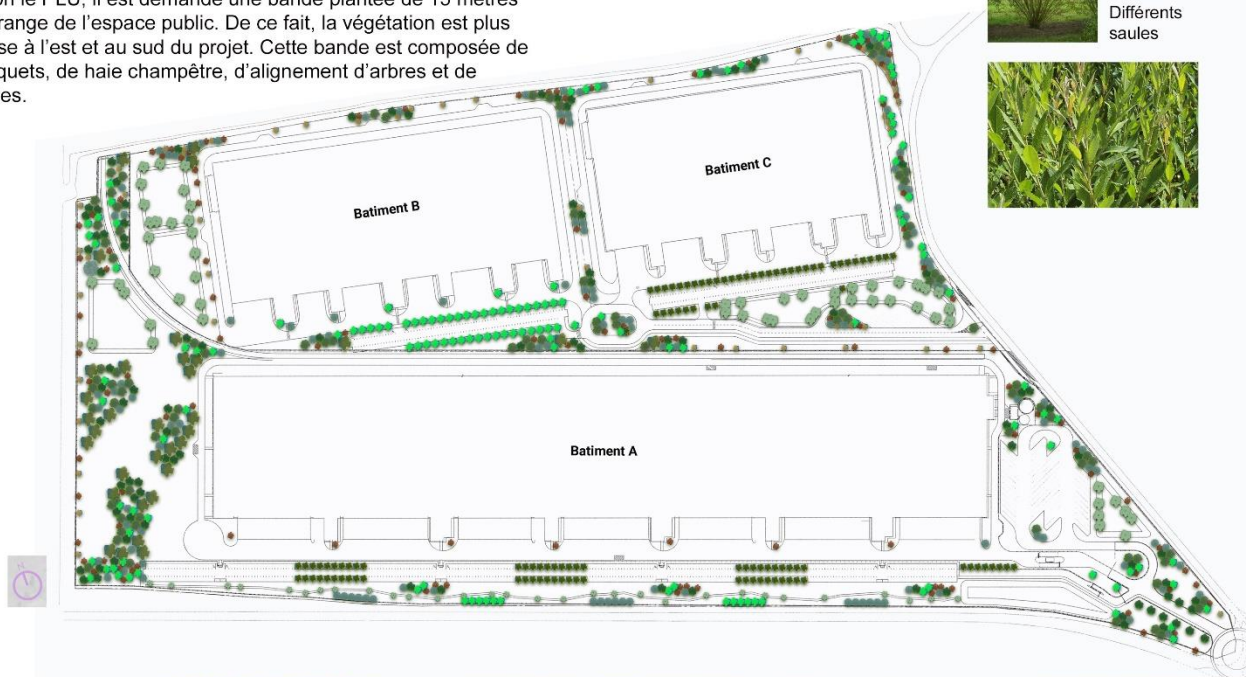 le PLU, il est demandé une bande plantée de 15 mètres
range de l’espace public. De ce fait, la végétation est plus
se à l’est et au sud du projet. Cette bande est composée de
quets, de haie champêtre, d’alignement d’arbres et de
es.
Différents
saules
Batiment C
Batiment B
Batiment A